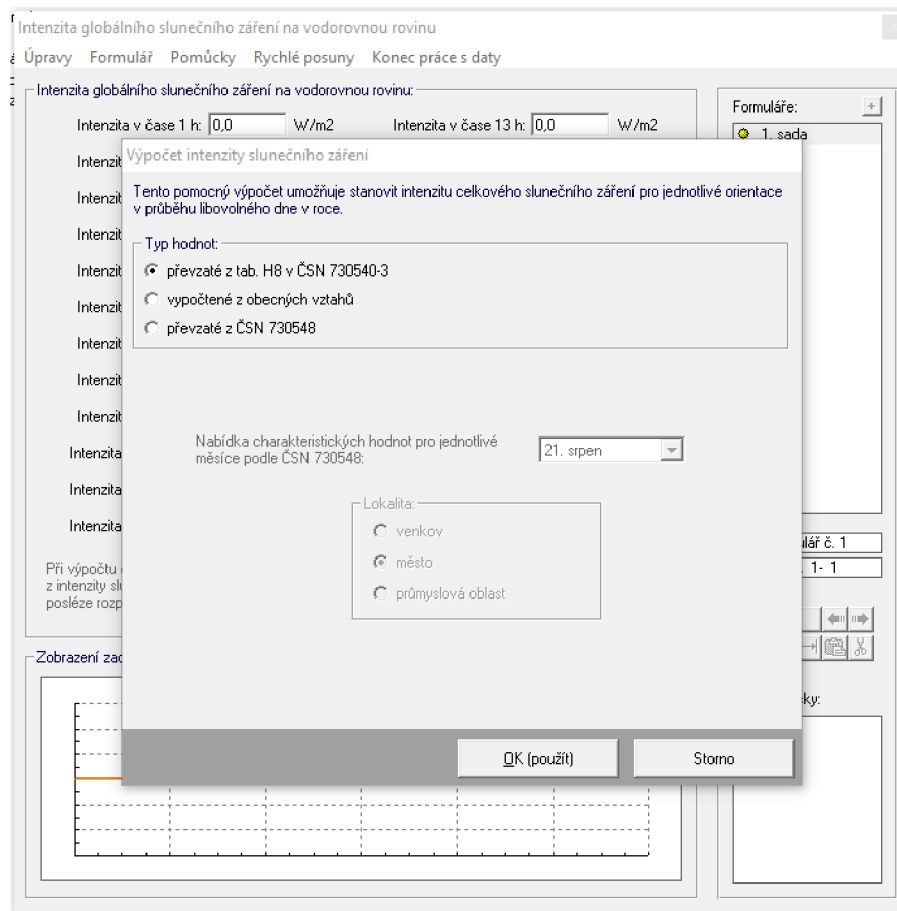 Intenzita globálního slunečního záření na vodorovnou rovinu
Úpravy Formulář Pomůcky Rychlé posuny Konec práce s daty
Intenzita globálního slunečního záření na vodorovnou rovinu:
Formuláře: +
Intenzita v čase 1 h: 0,0 W/m2 Intenzita v čase 13 h: 0,0 W/m2
1. sada
Výpočet intenzity slunečního záření
Tento pomocný výpočet umožňuje stanovit intenzitu celkového slunečního záření pro jednotlivé orientace
v průběhu libovolného dne v roce.
Typ hodnot:
převzaté z tab. H8 v ČSN 730540-3
vypočtené z obecných vztahů
převzaté z ČSN 730548
Nabídka charakteristických hodnot pro jednotlivé
měsíce podle ČSN 730548:
21. srpen
Lokalita:
venkov
město
průmyslová oblast
OK (použít) Storno
Intenzit
Intenzit
Intenzit
Intenzit
Intenzit
Intenzit
Intenzit
Intenzit
Intenzita
Intenzita
Intenzita
Při výpočtu
z intenzity slu
posléze rozp
Zobrazení zad
lář č. 1
1- 1
ky: